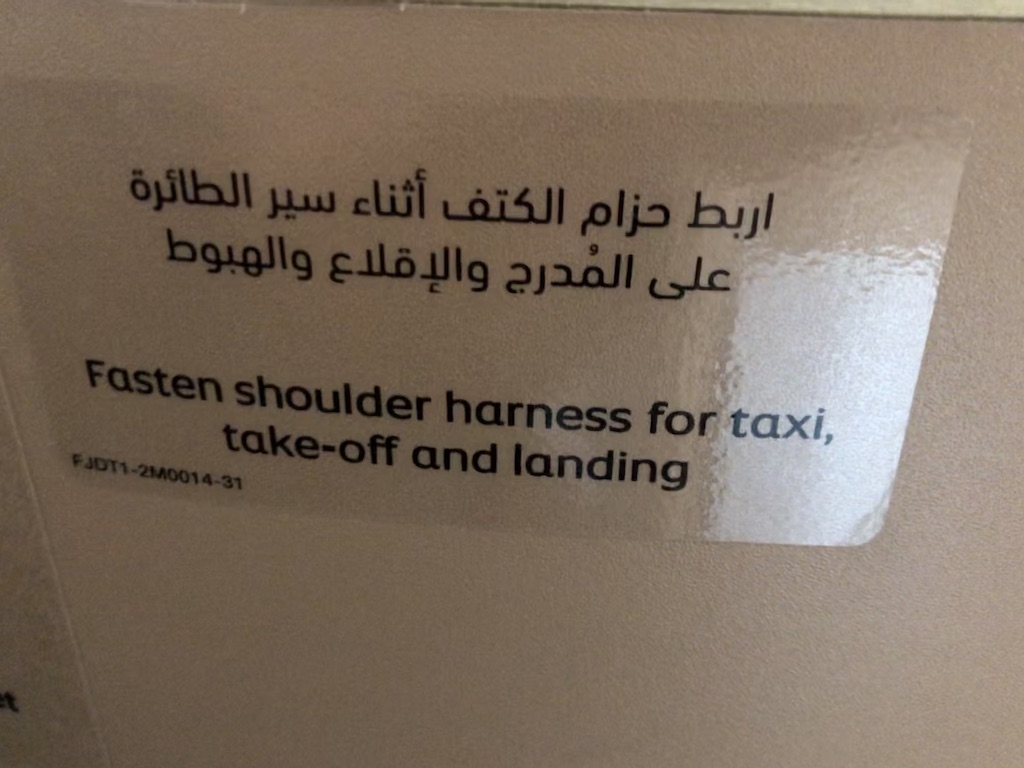 اربط حزام الكتف أثناء سير الطائرة
على المُدرج والإقلاع والهبوط
Fasten shoulder harness for taxi,
take-off and landing
FJDT1-2M0014-31